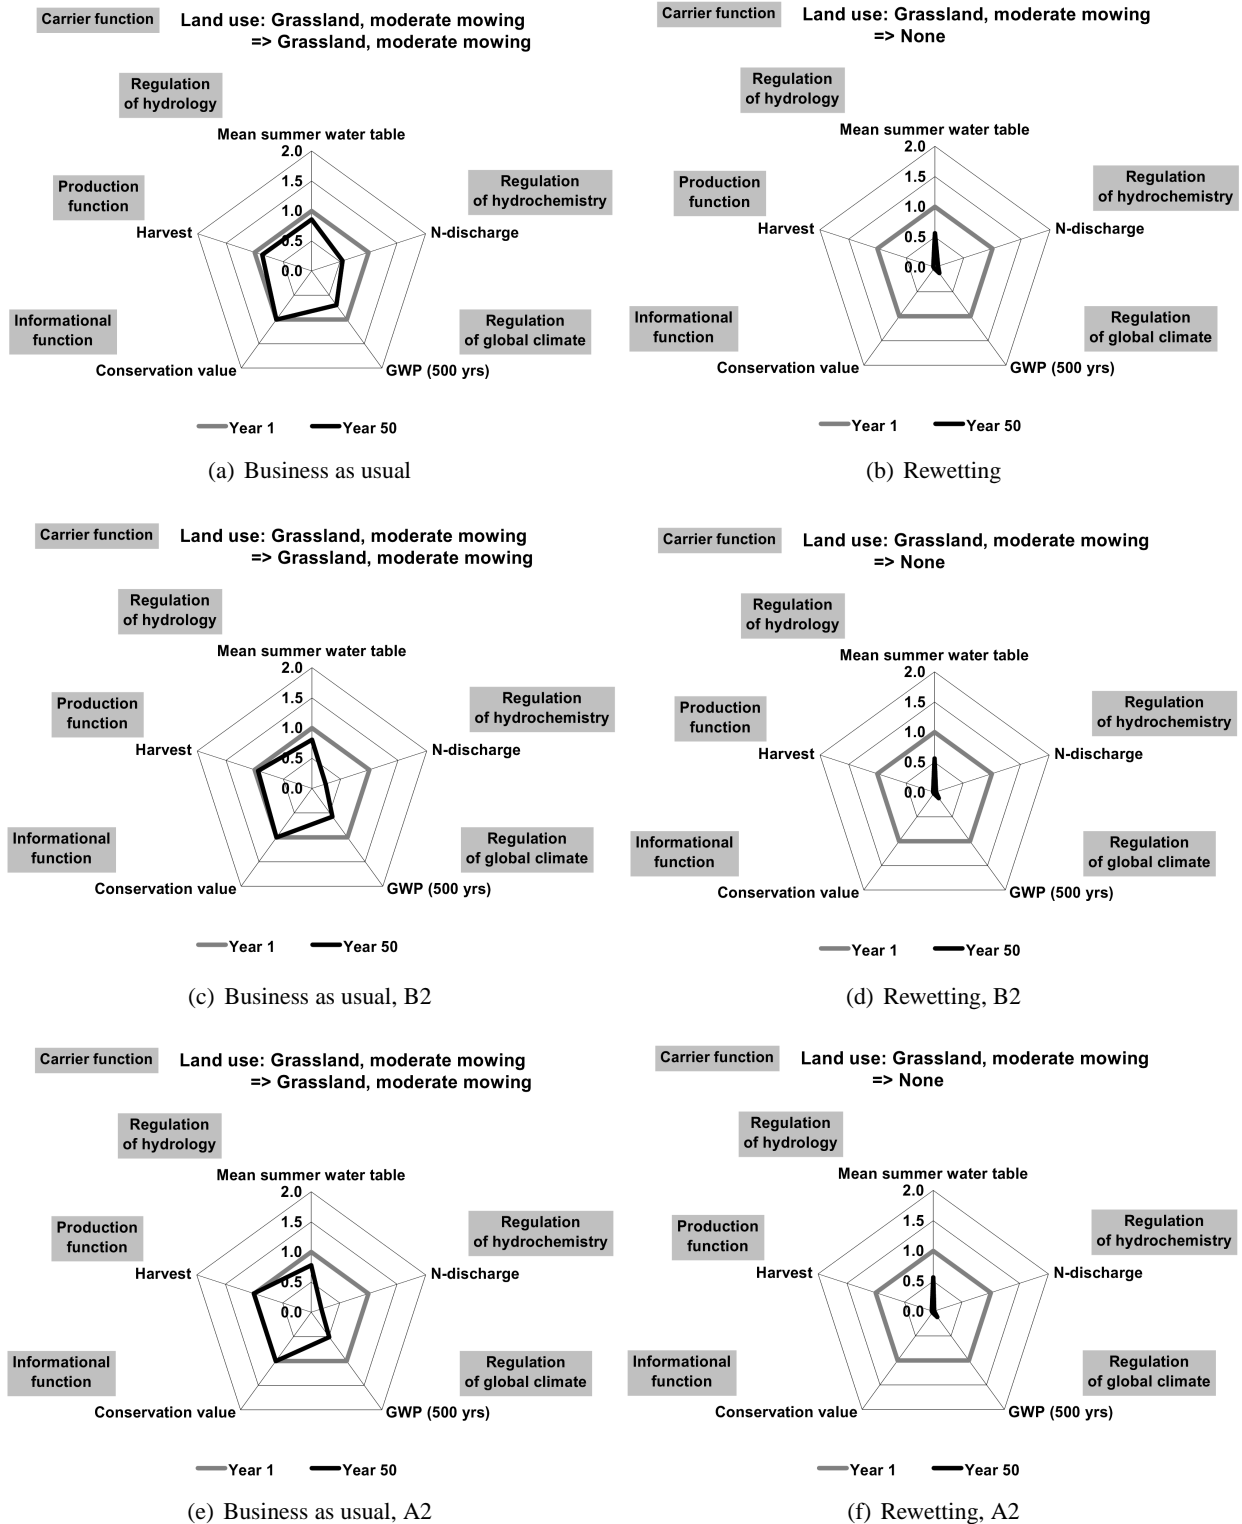 Carrier function
Land use: Grassland, moderate mowing
=> Grassland, moderate mowing
Regulation
of hydrology
Mean summer water table
2.0
1.5
1.0
0.5
0.0
Production
function
Regulation
of hydrochemistry
Harvest
N-discharge
Informational
function
Regulation
of global climate
Conservation value
GWP (500 yrs)
Year 1
Year 50
(a) Business as usual
Carrier function
Land use: Grassland, moderate mowing
=> None
Regulation
of hydrology
Mean summer water table
2.0
1.5
1.0
0.5
0.0
Production
function
Regulation
of hydrochemistry
Harvest
N-discharge
Informational
function
Regulation
of global climate
Conservation value
GWP (500 yrs)
Year 1
Year 50
(b) Rewetting
Carrier function
Land use: Grassland, moderate mowing
=> Grassland, moderate mowing
Regulation
of hydrology
Mean summer water table
2.0
1.5
1.0
0.5
0.0
Production
function
Regulation
of hydrochemistry
Harvest
N-discharge
Informational
function
Regulation
of global climate
Conservation value
GWP (500 yrs)
Year 1
Year 50
(c) Business as usual, B2
Carrier function
Land use: Grassland, moderate mowing
=> None
Regulation
of hydrology
Mean summer water table
2.0
1.5
1.0
0.5
0.0
Production
function
Regulation
of hydrochemistry
Harvest
N-discharge
Informational
function
Regulation
of global climate
Conservation value
GWP (500 yrs)
Year 1
Year 50
(d) Rewetting, B2
Carrier function
Land use: Grassland, moderate mowing
=> Grassland, moderate mowing
Regulation
of hydrology
Mean summer water table
2.0
1.5
1.0
0.5
0.0
Production
function
Regulation
of hydrochemistry
Harvest
N-discharge
Informational
function
Regulation
of global climate
Conservation value
GWP (500 yrs)
Year 1
Year 50
(e) Business as usual, A2
Carrier function
Land use: Grassland, moderate mowing
=> None
Regulation
of hydrology
Mean summer water table
2.0
1.5
1.0
0.5
0.0
Production
function
Regulation
of hydrochemistry
Harvest
N-discharge
Informational
function
Regulation
of global climate
Conservation value
GWP (500 yrs)
Year 1
Year 50
(f) Rewetting, A2